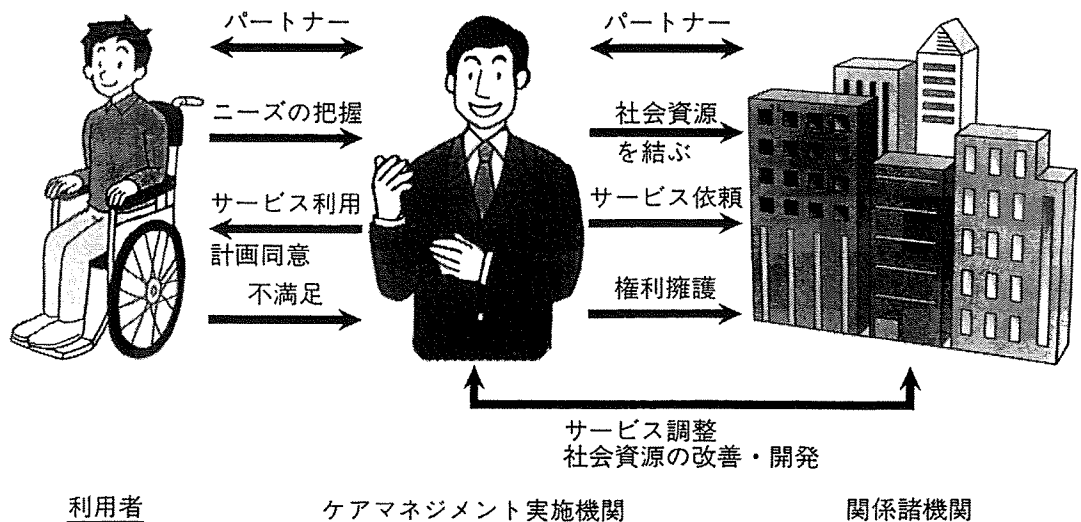 パートナー
パートナー
ニーズの把握
社会資源
を結ぶ
サービス利用
計画同意
サービス依頼
不満足
権利擁護
サービス調整
社会資源の改善・開発
利用者
ケアマネジメント実施機関
関係諸機関